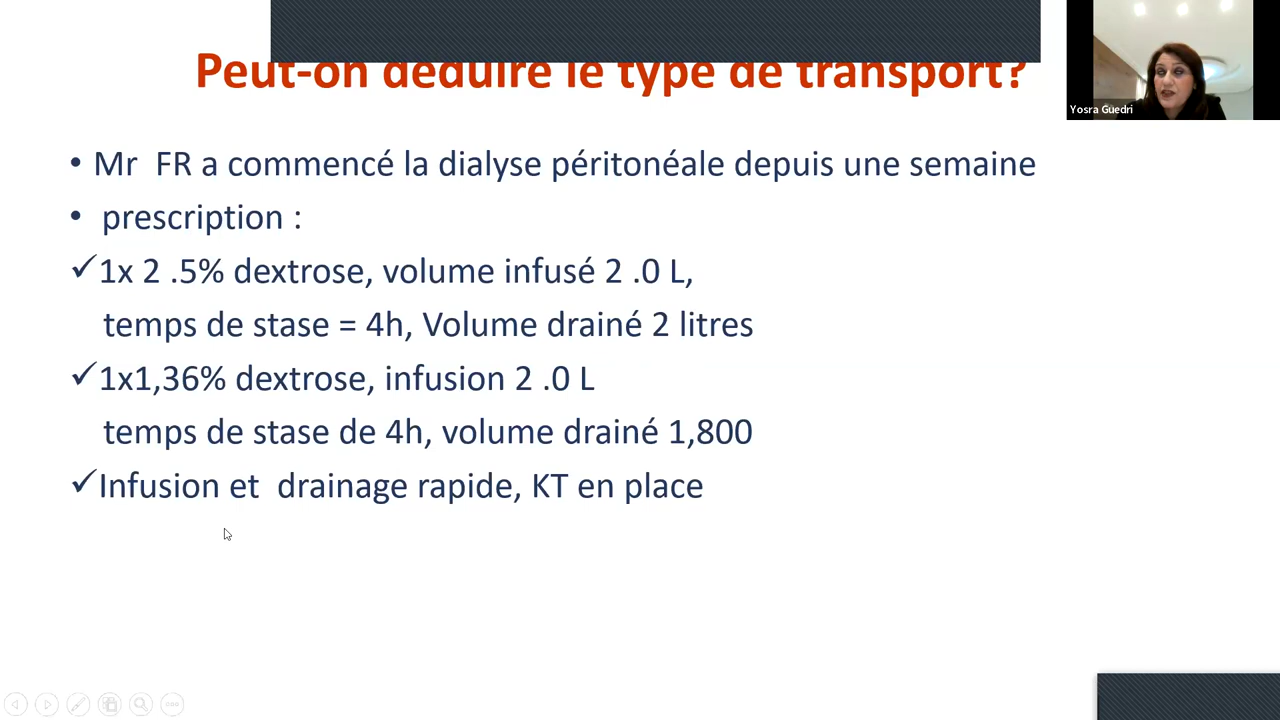 Peut-on déduire le type de transport?
Yosra Guedri
• Mr FR a commencé la dialyse péritonéale depuis une semaine
• prescription :
✓1x 2 .5% dextrose, volume infusé 2 .0 L,
temps de stase = 4h, Volume drainé 2 litres
✓1x1,36% dextrose, infusion 2 .0 L
temps de stase de 4h, volume drainé 1,800
✓Infusion et drainage rapide, KT en place